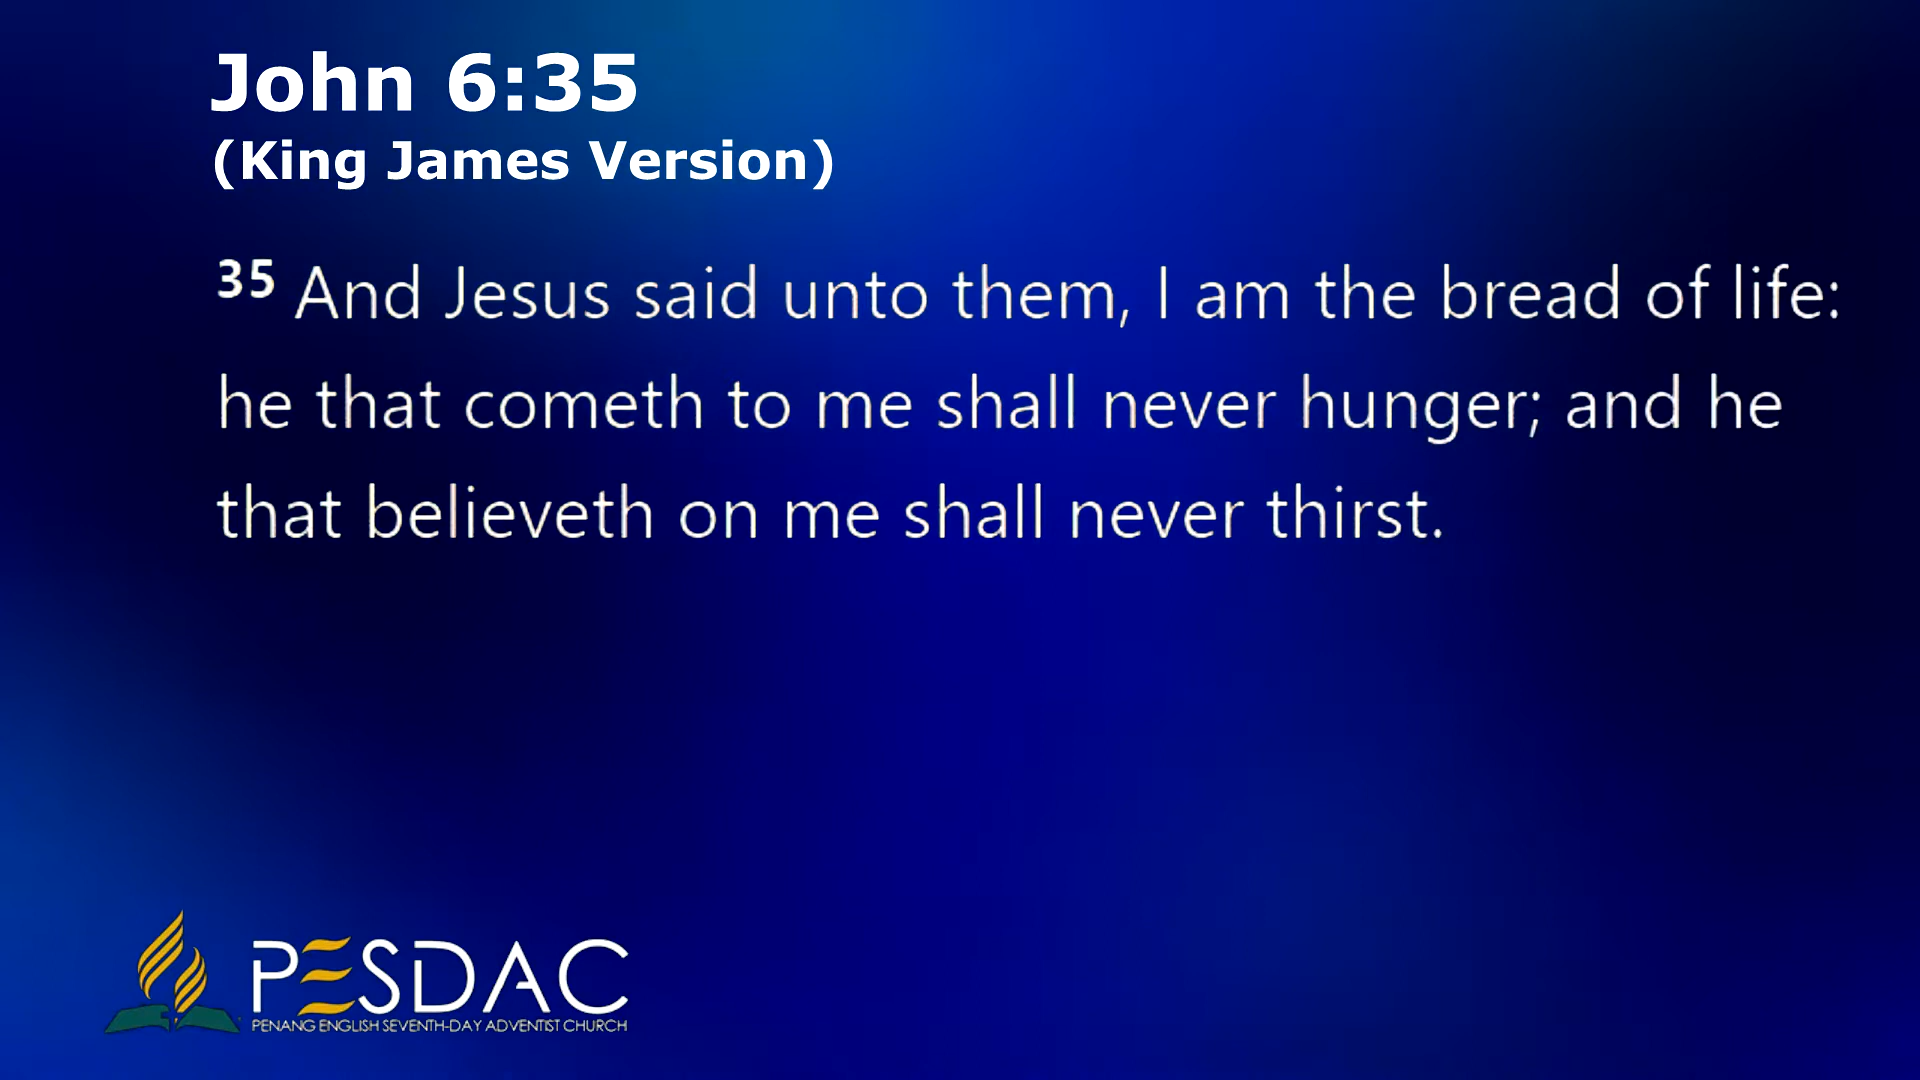 John 6:35
(King James Version)
35 And Jesus said unto them, I am the bread of life:
he that cometh to me shall never hunger; and he
that believeth on me shall never thirst.
PESDAC
PENANG ENGLISH SEVENTH-DAY ADVENTIST CHURCH